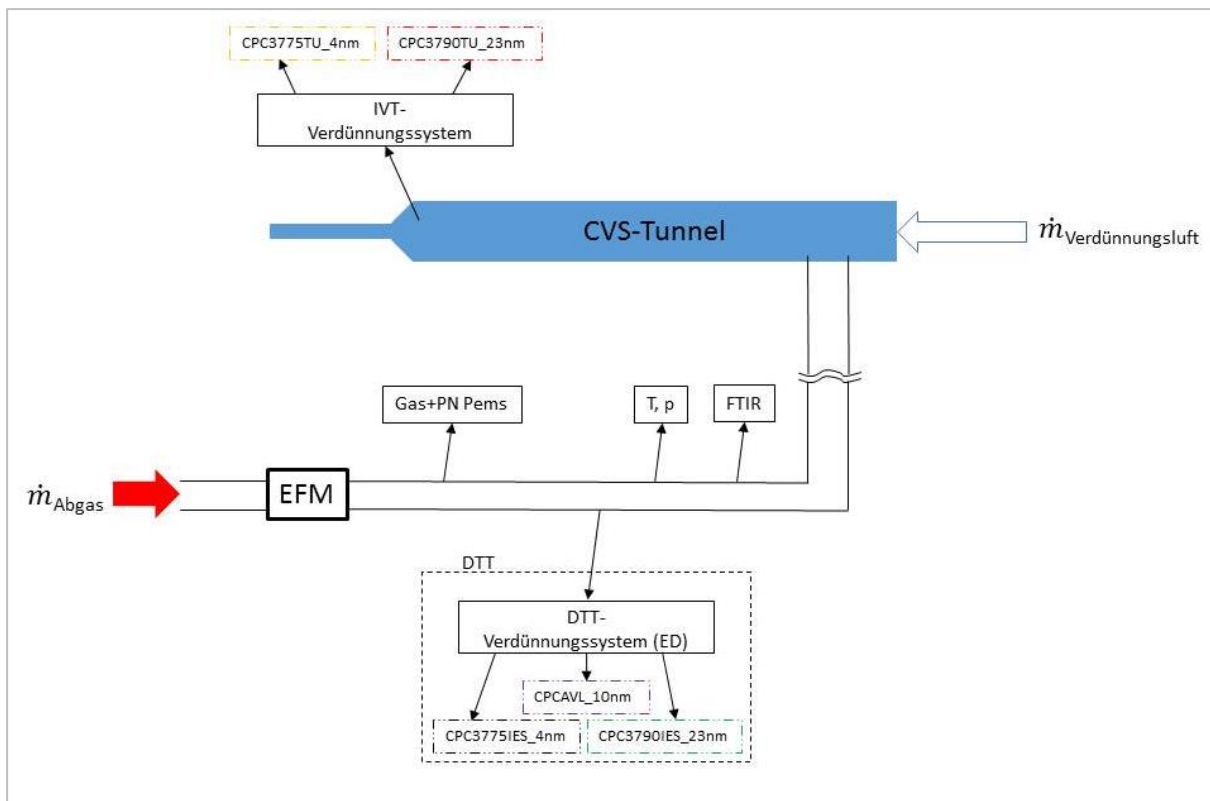 CPC3775TU_4nm
CPC3790TU_23nm
IVT-
Verdünnungssystem
CVS-Tunnel
ṁVerdünnungsluft
Gas+PN Pems
T, p
FTIR
ṁAbgas
EFM
DTT
DTT-
Verdünnungssystem (ED)
CPCAVL_10nm
CPC3775IES_4nm
CPC3790IES_23nm